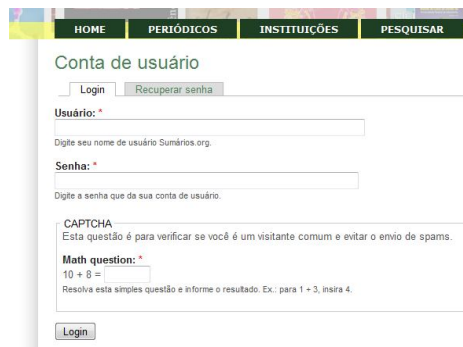 HOME PERIÓDICOS INSTITUIÇÕES PESQUISAR
Conta de usuário
Login Recuperar senha
Usuário: *
Digite seu nome de usuário Sumários.org.
Senha: *
Digite a senha que da sua conta de usuário.
CAPTCHA
Esta questão é para verificar se você é um visitante comum e evitar o envio de spams.
Math question: *
10 + 8 =
Resolva esta simples questão e informe o resultado. Ex.: para 1 + 3, insira 4.
Login